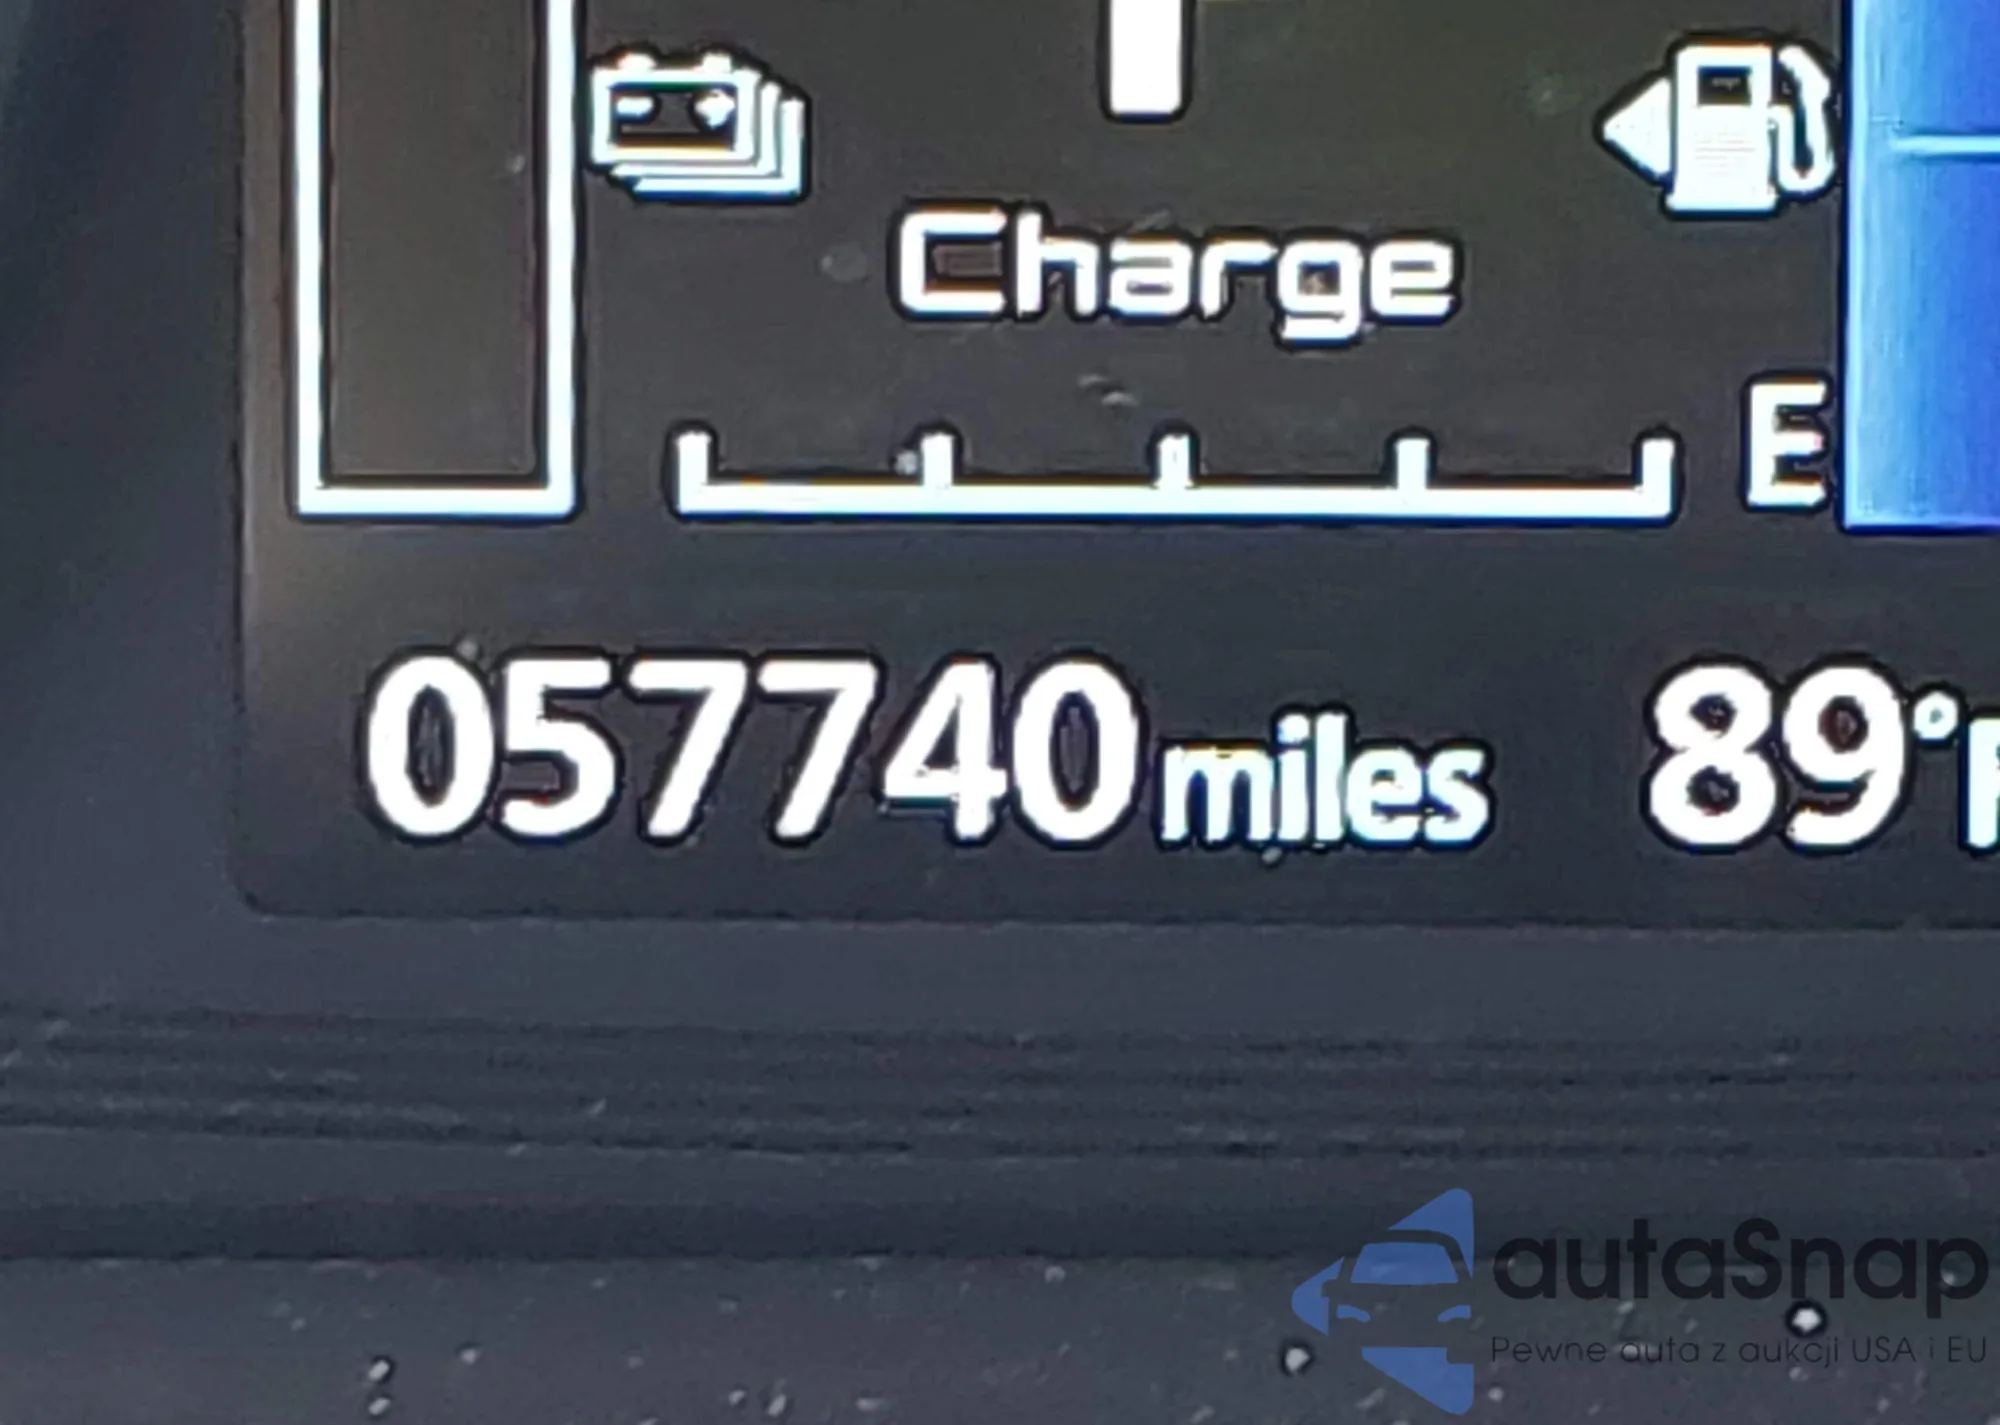 Charge
E
057740 miles 89°F
autaSnap
Pewne auta z aukcji USA i EU